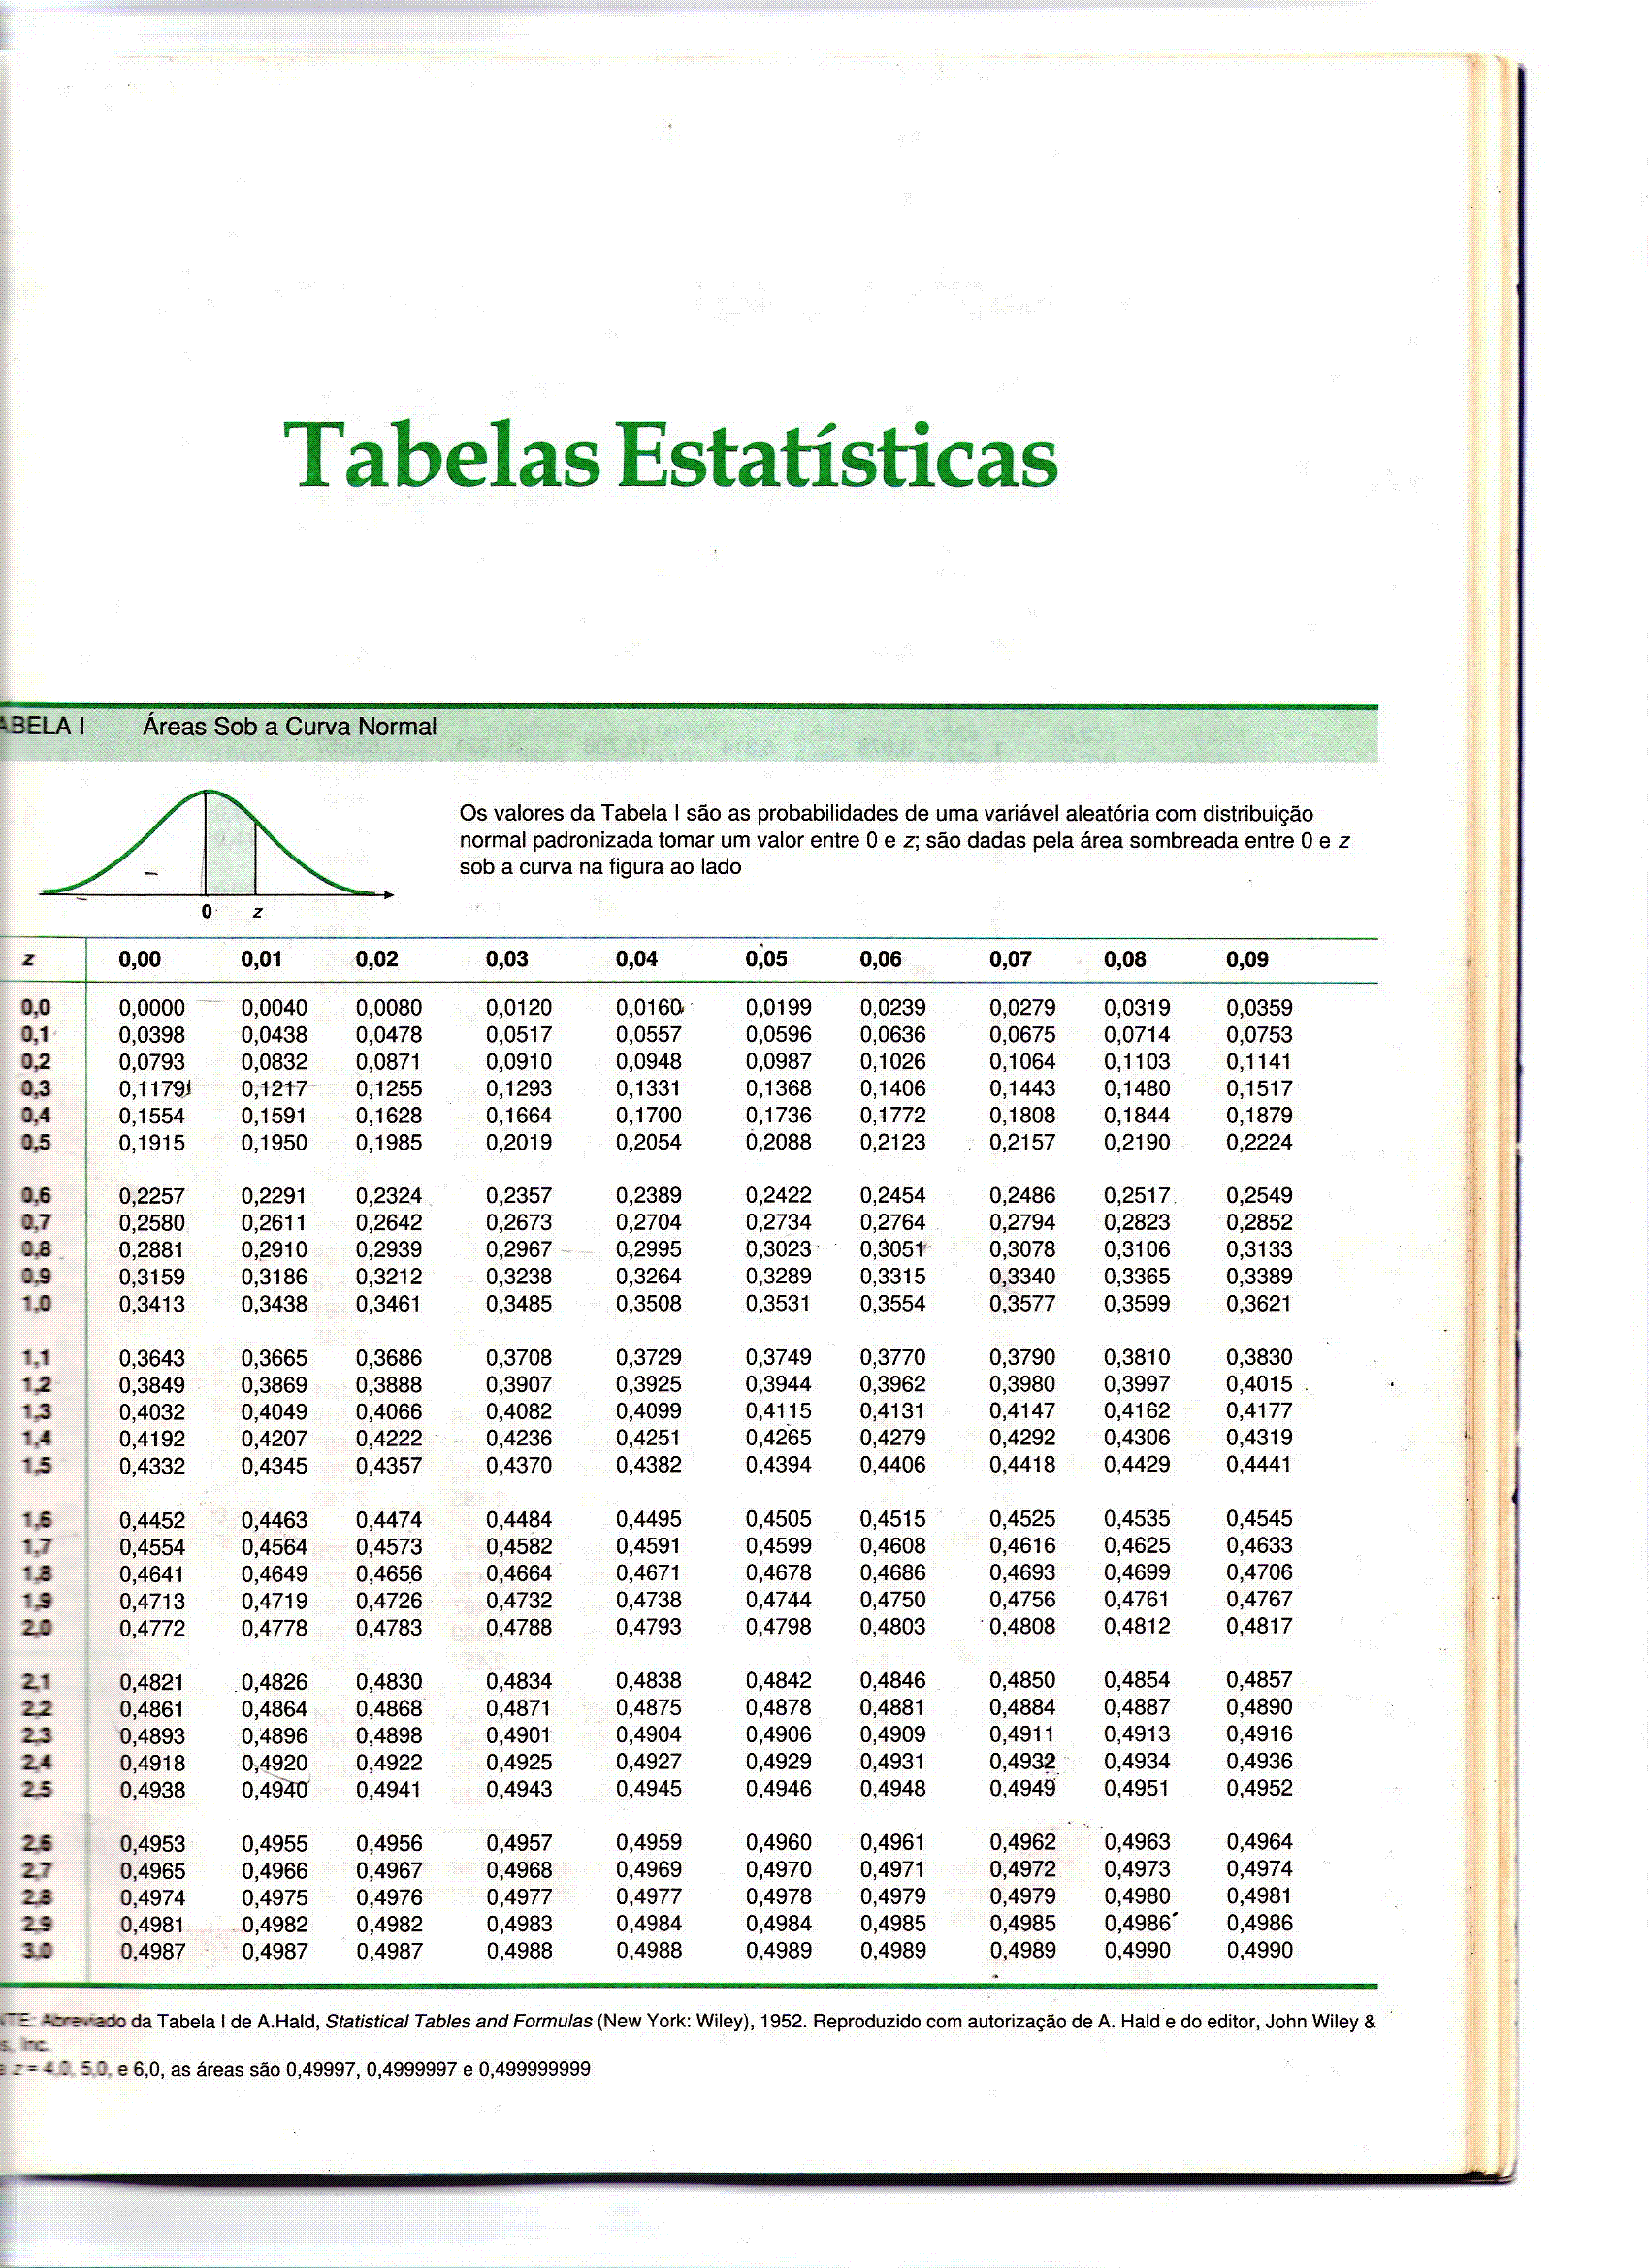 Tabelas Estatísticas
ABELA I Áreas Sob a Curva Normal
Os valores da Tabela I são as probabilidades de uma variável aleatória com distribuição
normal padronizada tomar um valor entre 0 e z; são dadas pela área sombreada entre 0 e z
sob a curva na figura ao lado
0 z
z 0,00 0,01 0,02 0,03 0,04 0,05 0,06 0,07 0,08 0,09
0,0 0,0000 0,0040 0,0080 0,0120 0,0160 0,0199 0,0239 0,0279 0,0319 0,0359
0,1 0,0398 0,0438 0,0478 0,0517 0,0557 0,0596 0,0636 0,0675 0,0714 0,0753
0,2 0,0793 0,0832 0,0871 0,0910 0,0948 0,0987 0,1026 0,1064 0,1103 0,1141
0,3 0,1179 0,1217 0,1255 0,1293 0,1331 0,1368 0,1406 0,1443 0,1480 0,1517
0,4 0,1554 0,1591 0,1628 0,1664 0,1700 0,1736 0,1772 0,1808 0,1844 0,1879
0,5 0,1915 0,1950 0,1985 0,2019 0,2054 0,2088 0,2123 0,2157 0,2190 0,2224
0,6 0,2257 0,2291 0,2324 0,2357 0,2389 0,2422 0,2454 0,2486 0,2517 0,2549
0,7 0,2580 0,2611 0,2642 0,2673 0,2704 0,2734 0,2764 0,2794 0,2823 0,2852
0,8 0,2881 0,2910 0,2939 0,2967 0,2995 0,3023 0,3051 0,3078 0,3106 0,3133
0,9 0,3159 0,3186 0,3212 0,3238 0,3264 0,3289 0,3315 0,3340 0,3365 0,3389
1,0 0,3413 0,3438 0,3461 0,3485 0,3508 0,3531 0,3554 0,3577 0,3599 0,3621
1,1 0,3643 0,3665 0,3686 0,3708 0,3729 0,3749 0,3770 0,3790 0,3810 0,3830
1,2 0,3849 0,3869 0,3888 0,3907 0,3925 0,3944 0,3962 0,3980 0,3997 0,4015
1,3 0,4032 0,4049 0,4066 0,4082 0,4099 0,4115 0,4131 0,4147 0,4162 0,4177
1,4 0,4192 0,4207 0,4222 0,4236 0,4251 0,4265 0,4279 0,4292 0,4306 0,4319
1,5 0,4332 0,4345 0,4357 0,4370 0,4382 0,4394 0,4406 0,4418 0,4429 0,4441
1,6 0,4452 0,4463 0,4474 0,4484 0,4495 0,4505 0,4515 0,4525 0,4535 0,4545
1,7 0,4554 0,4564 0,4573 0,4582 0,4591 0,4599 0,4608 0,4616 0,4625 0,4633
1,8 0,4641 0,4649 0,4656 0,4664 0,4671 0,4678 0,4686 0,4693 0,4699 0,4706
1,9 0,4713 0,4719 0,4726 0,4732 0,4738 0,4744 0,4750 0,4756 0,4761 0,4767
2,0 0,4772 0,4778 0,4783 0,4788 0,4793 0,4798 0,4803 0,4808 0,4812 0,4817
2,1 0,4821 0,4826 0,4830 0,4834 0,4838 0,4842 0,4846 0,4850 0,4854 0,4857
2,2 0,4861 0,4864 0,4868 0,4871 0,4875 0,4878 0,4881 0,4884 0,4887 0,4890
2,3 0,4893 0,4896 0,4898 0,4901 0,4904 0,4906 0,4909 0,4911 0,4913 0,4916
2,4 0,4918 0,4920 0,4922 0,4925 0,4927 0,4929 0,4931 0,4932 0,4934 0,4936
2,5 0,4938 0,4940 0,4941 0,4943 0,4945 0,4946 0,4948 0,4949 0,4951 0,4952
2,6 0,4953 0,4955 0,4956 0,4957 0,4959 0,4960 0,4961 0,4962 0,4963 0,4964
2,7 0,4965 0,4966 0,4967 0,4968 0,4969 0,4970 0,4971 0,4972 0,4973 0,4974
2,8 0,4974 0,4975 0,4976 0,4977 0,4977 0,4978 0,4979 0,4979 0,4980 0,4981
2,9 0,4981 0,4982 0,4982 0,4983 0,4984 0,4984 0,4985 0,4985 0,4986 0,4986
3,0 0,4987 0,4987 0,4987 0,4988 0,4988 0,4989 0,4989 0,4989 0,4990 0,4990
NTE: Abreviado da Tabela I de A.Hald, Statistical Tables and Formulas (New York: Wiley), 1952. Reproduzido com autorização de A. Hald e do editor, John Wiley &
s, Inc.
z = 4,0, 5,0, e 6,0, as áreas são 0,49997, 0,4999997 e 0,499999999